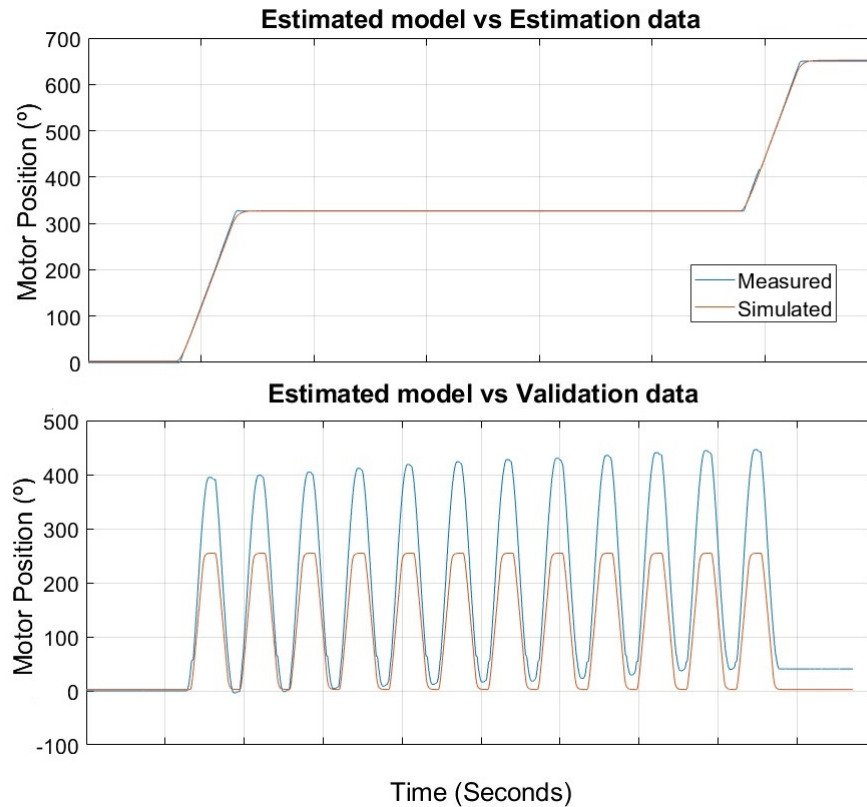 Estimated model vs Estimation data
700
600
500
400
300
200
100
0
Motor Position (º)
Measured
Simulated
Estimated model vs Validation data
500
400
300
200
100
0
-100
Motor Position (º)
Time (Seconds)